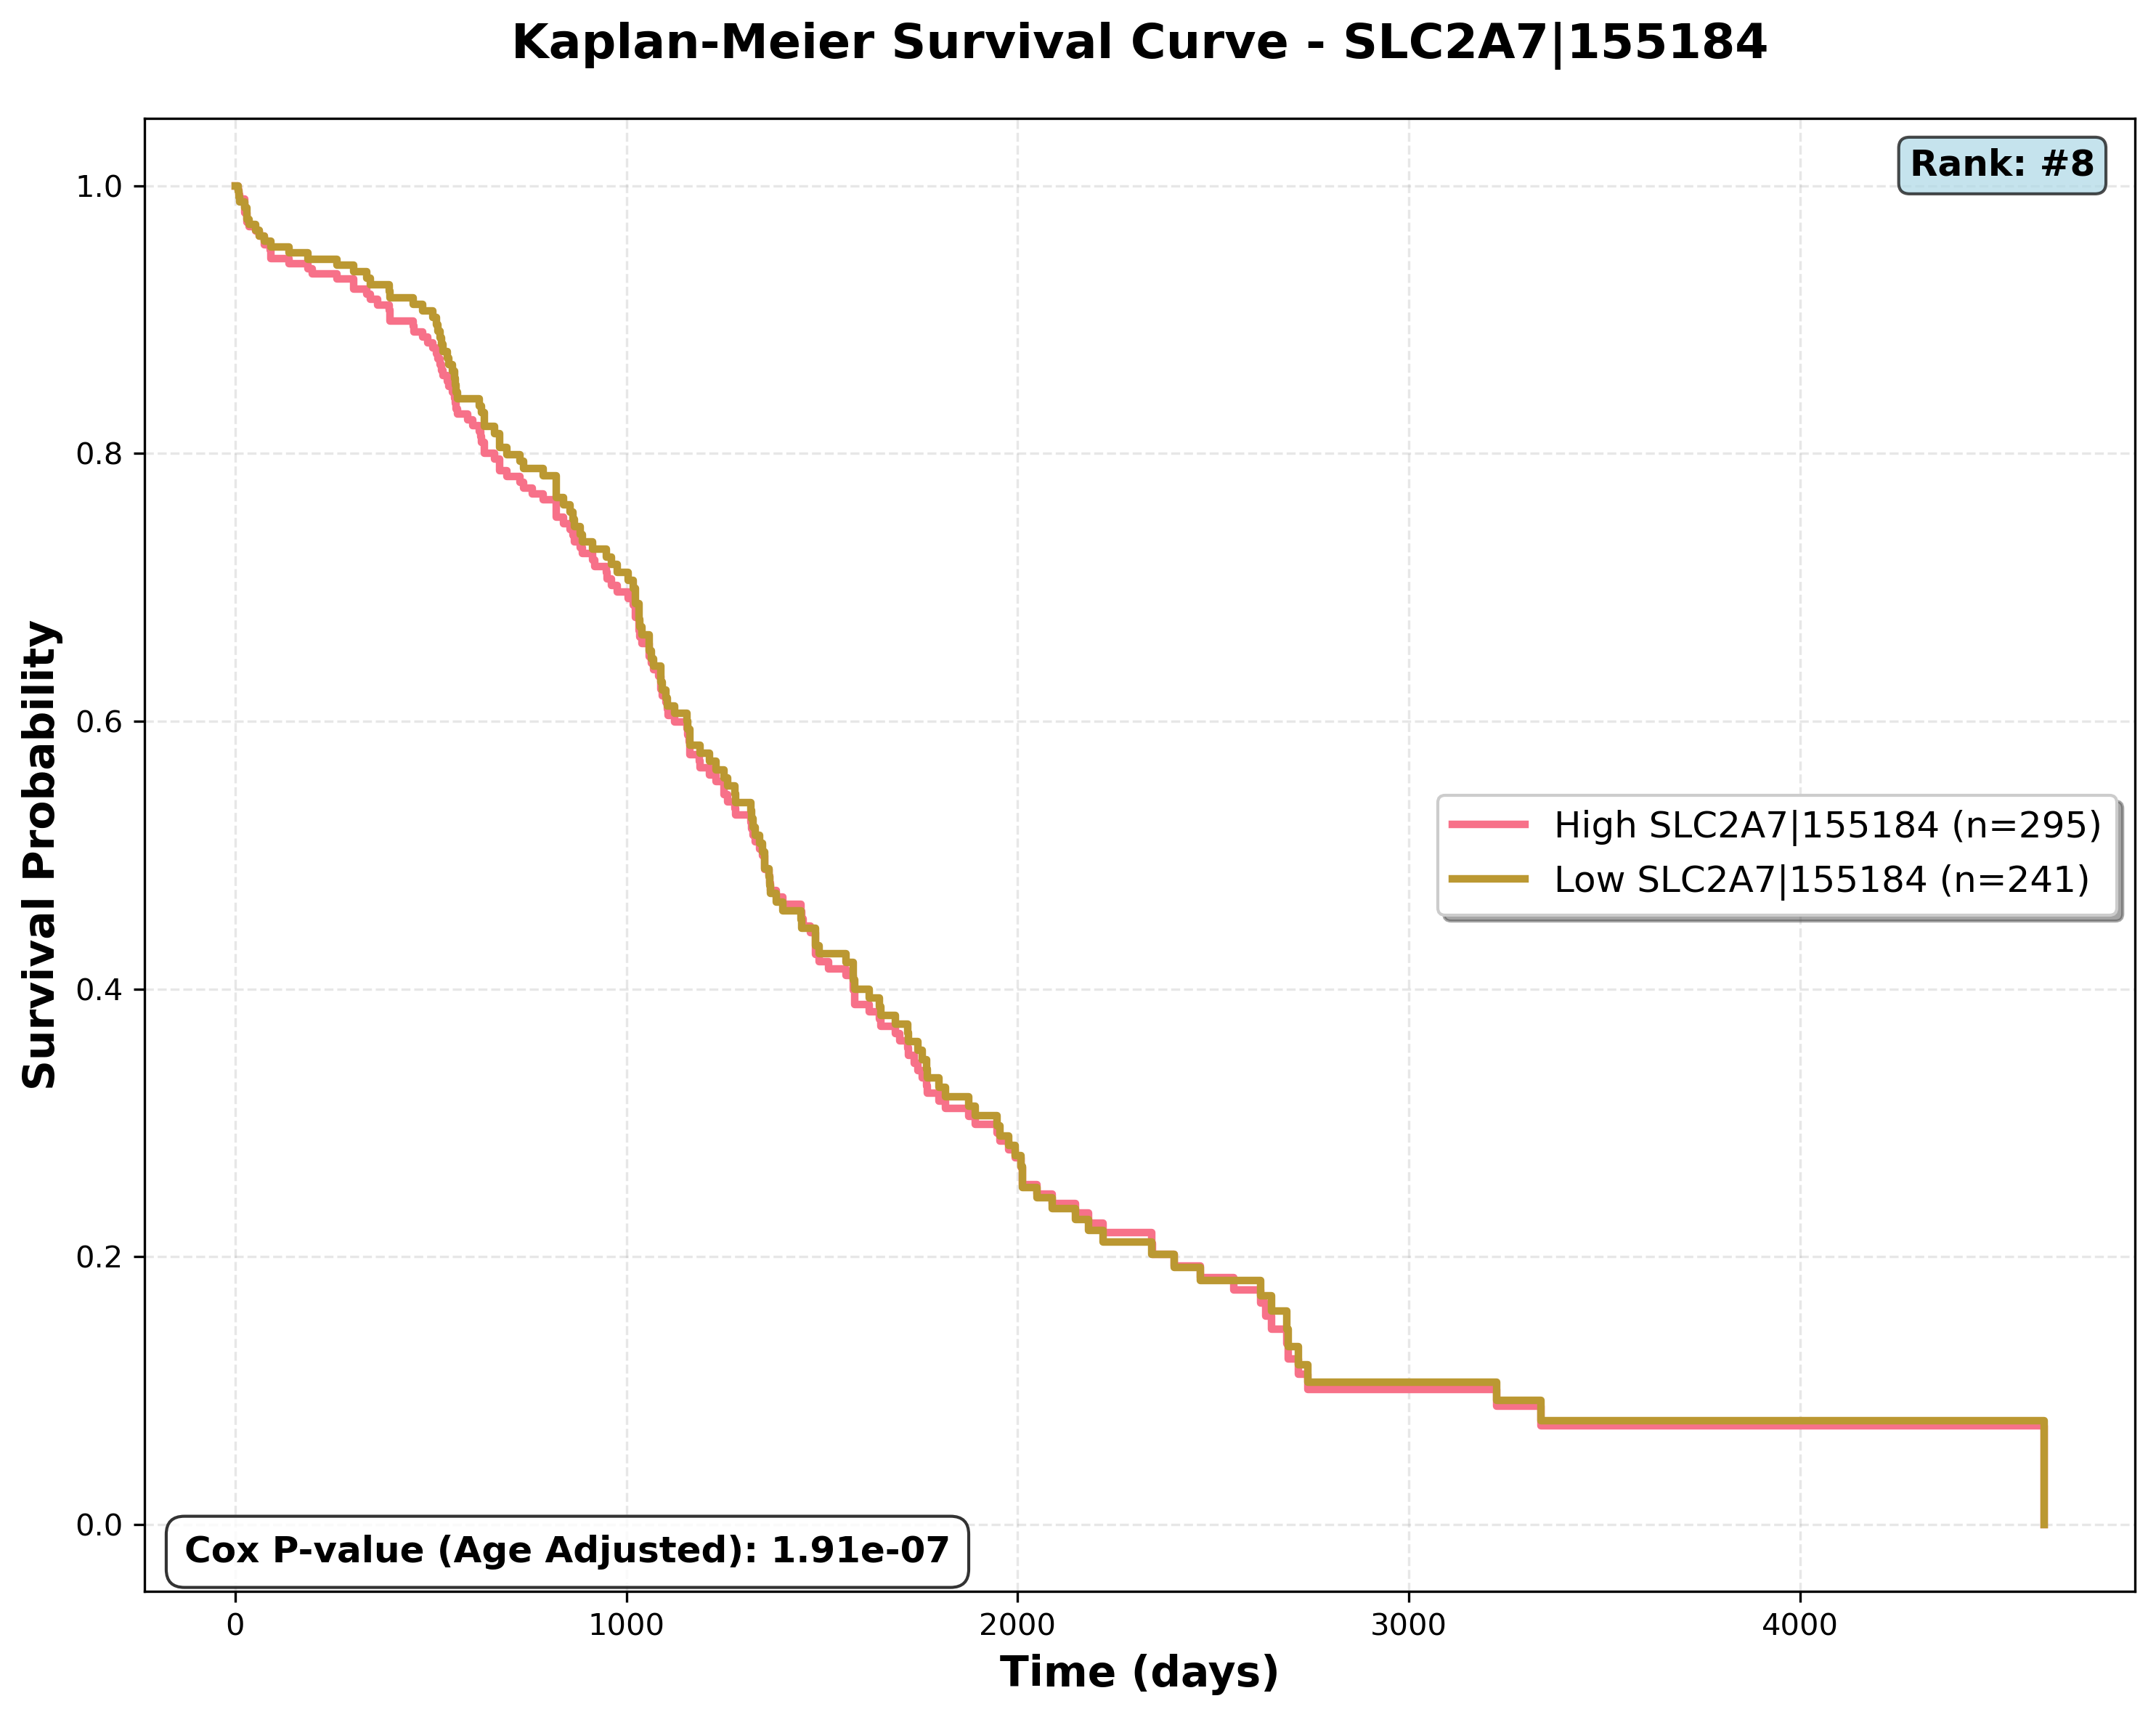 Kaplan-Meier Survival Curve - SLC2A7|155184
Rank: #8
1.0
0.8
0.6
0.4
0.2
0.0
Survival Probability
High SLC2A7|155184 (n=295)
Low SLC2A7|155184 (n=241)
Cox P-value (Age Adjusted): 1.91e-07
0 1000 2000 3000 4000
Time (days)